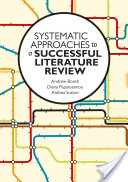 SYSTEMATIC APPROACHES to
a SUCCESSFUL LITERATURE
REVIEW
Andrew Booth
Diana Papaioannou
Anthea Sutton